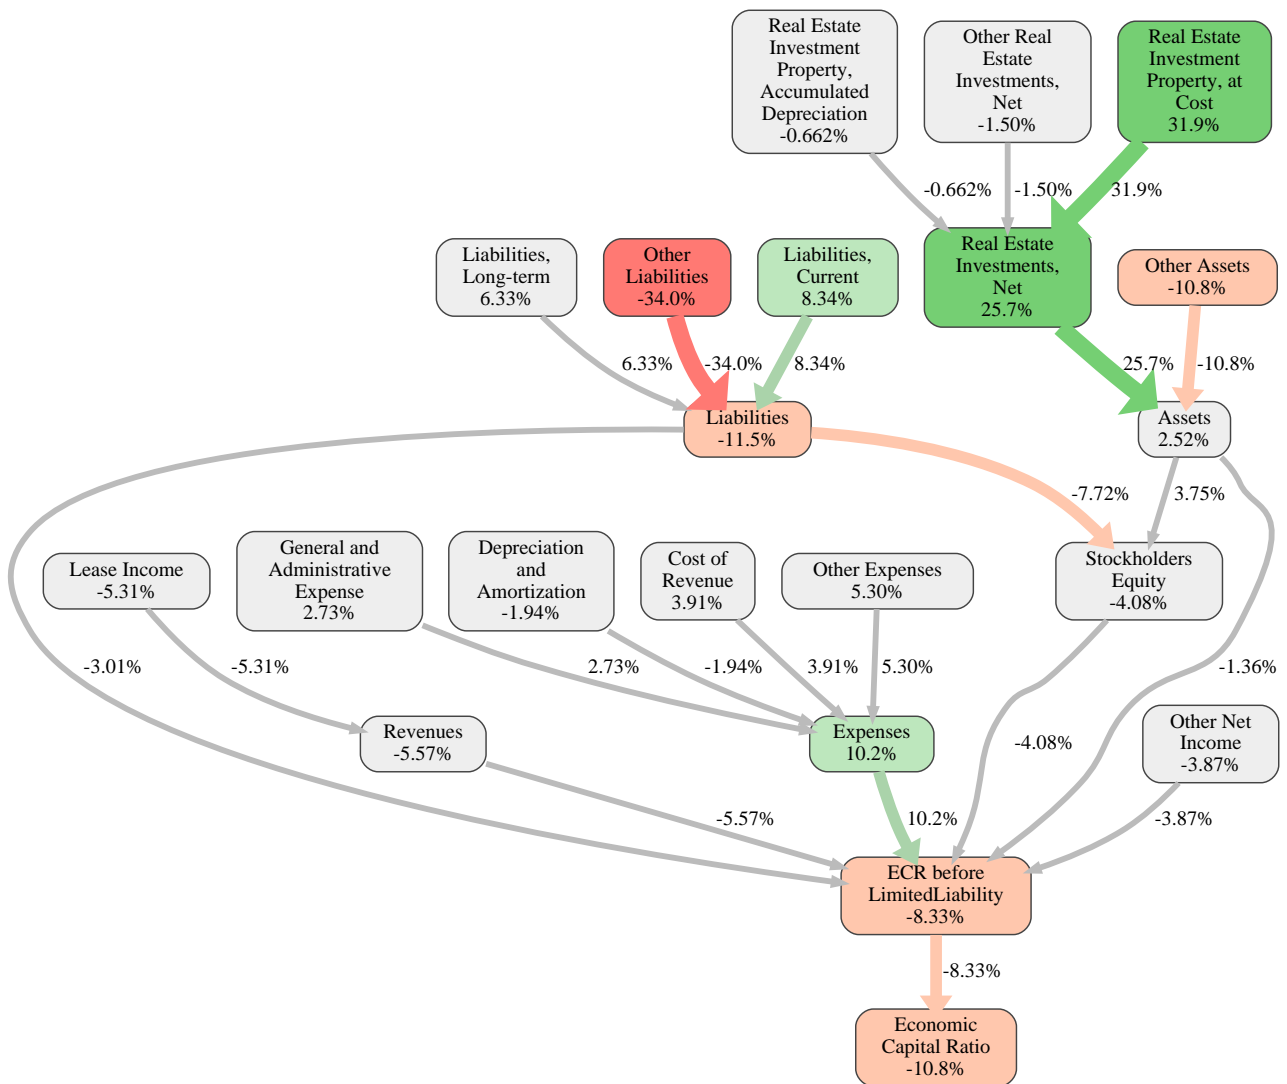 Real Estate
Investment
Property,
Accumulated
Depreciation
-0.662%
Other Real
Estate
Investments,
Net
-1.50%
Real Estate
Investment
Property, at
Cost
31.9%
-0.662%
-1.50%
31.9%
Liabilities,
Long-term
6.33%
Other
Liabilities
-34.0%
Liabilities,
Current
8.34%
Real Estate
Investments,
Net
25.7%
Other Assets
-10.8%
6.33%
-34.0%
8.34%
25.7%
-10.8%
Liabilities
-11.5%
Assets
2.52%
-7.72%
3.75%
Lease Income
-5.31%
General and
Administrative
Expense
2.73%
Depreciation
and
Amortization
-1.94%
Cost of
Revenue
3.91%
Other Expenses
5.30%
Stockholders
Equity
-4.08%
-3.01%
-5.31%
2.73%
-1.94%
3.91%
5.30%
-1.36%
Revenues
-5.57%
Expenses
10.2%
-4.08%
Other Net
Income
-3.87%
-5.57%
10.2%
-3.87%
ECR before
LimitedLiability
-8.33%
-8.33%
Economic
Capital Ratio
-10.8%